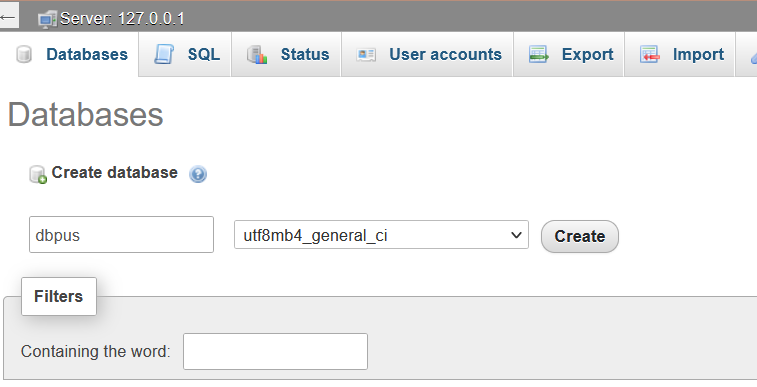 Server: 127.0.0.1
Databases SQL Status User accounts Export Import
Databases
Create database
dbpus utf8mb4_general_ci Create
Filters
Containing the word: